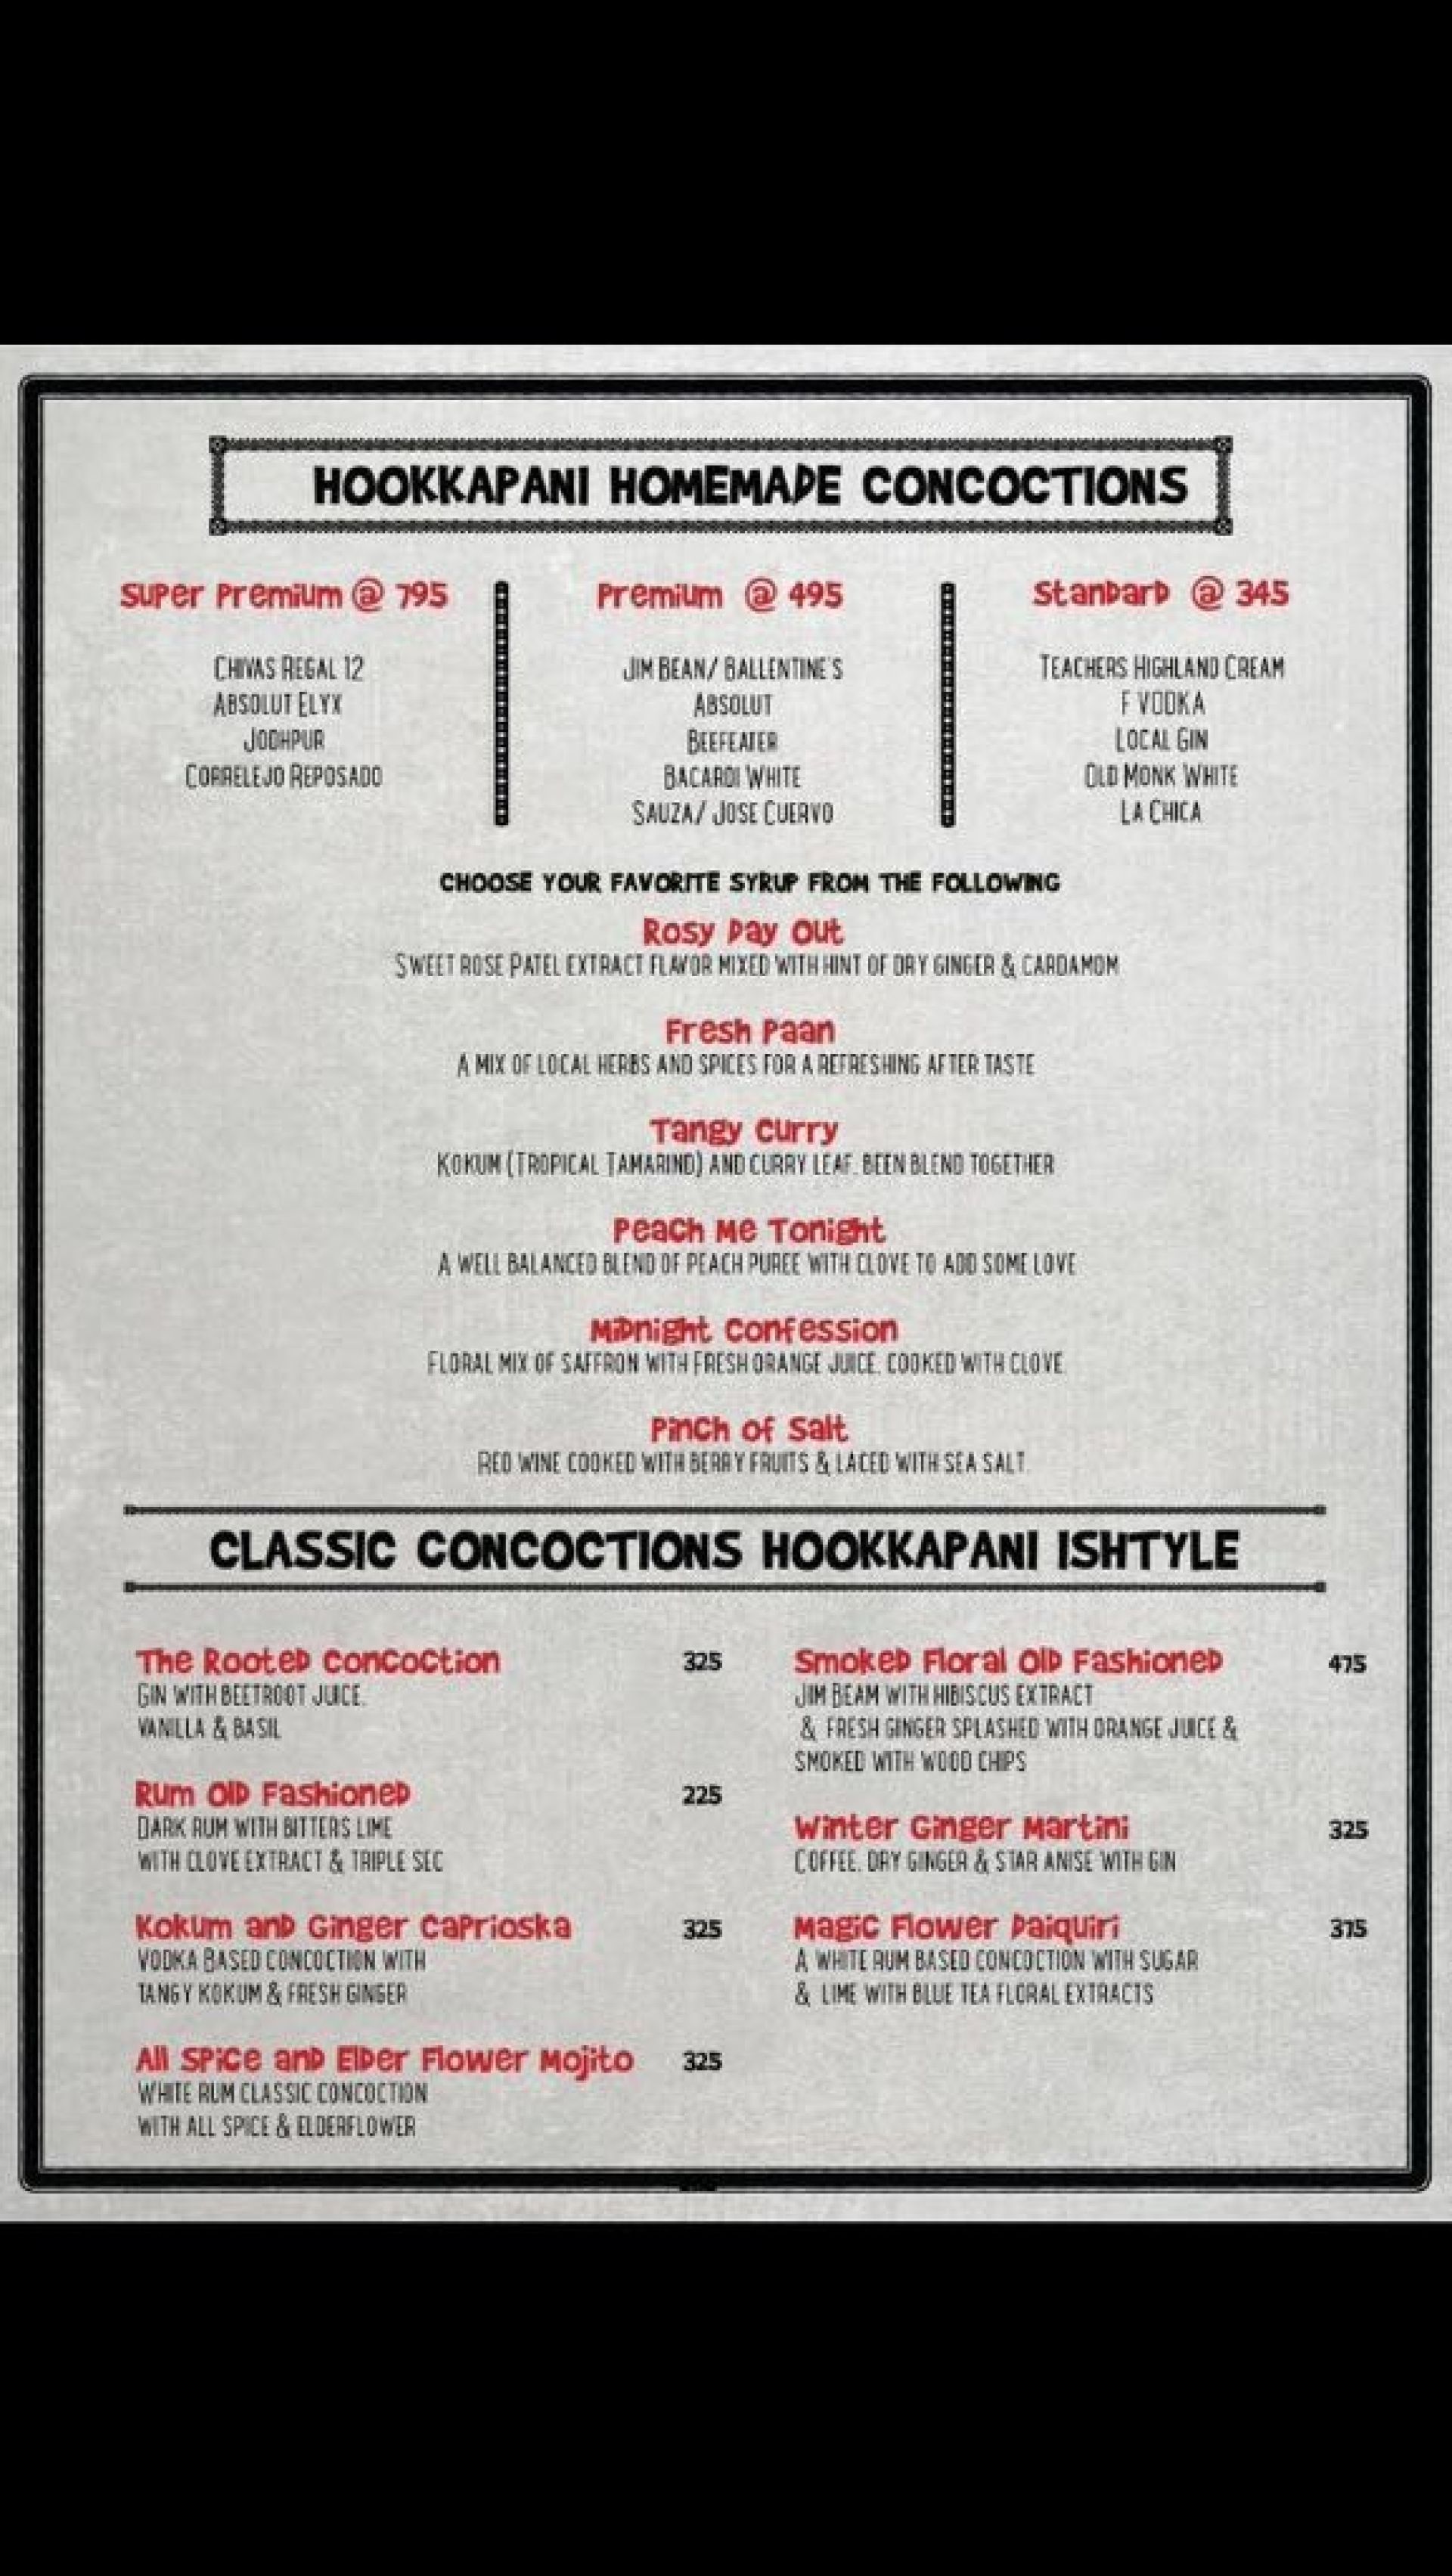 HOOKKAPANI HOMEMADE CONCOCTIONS
Super Premium @ 795
CHIVAS REGAL 12
ABSOLUT ELYX
JODHPUR
CORRELEJO REPOSADO
Premium @ 495
JIM BEAN/ BALLENTINE'S
ABSOLUT
BEEFEATER
BACARDI WHITE
SAUZA/ JOSE CUERVO
Standard @ 345
TEACHERS HIGHLAND CREAM
F VODKA
LOCAL GIN
OLD MONK WHITE
LA CHICA
CHOOSE YOUR FAVORITE SYRUP FROM THE FOLLOWING
Rosy Day Out
SWEET ROSE PATEL EXTRACT FLAVOR MIXED WITH HINT OF DRY GINGER & CARDAMOM
Fresh Paan
A MIX OF LOCAL HERBS AND SPICES FOR A REFRESHING AFTER TASTE
Tangy Curry
KOKUM (TROPICAL TAMARIND) AND CURRY LEAF, BEEN BLEND TOGETHER
Peach Me Tonight
A WELL BALANCED BLEND OF PEACH PUREE WITH CLOVE TO ADD SOME LOVE
Midnight Confession
FLORAL MIX OF SAFFRON WITH FRESH ORANGE JUICE, COOKED WITH CLOVE.
Pinch of Salt
RED WINE COOKED WITH BERRY FRUITS & LACED WITH SEA SALT.
CLASSIC CONCOCTIONS HOOKKAPANI ISHTYLE
The Rooted Concoction 325
GIN WITH BEETROOT JUICE,
VANILLA & BASIL
Rum Old Fashioned 225
DARK RUM WITH BITTERS LIME
WITH CLOVE EXTRACT & TRIPLE SEC
Kokum and Ginger Caprioska 325
VODKA BASED CONCOCTION WITH
TANGY KOKUM & FRESH GINGER
All Spice and Elder Flower Mojito 325
WHITE RUM CLASSIC CONCOCTION
WITH ALL SPICE & ELDERFLOWER
Smoked Floral Old Fashioned 475
JIM BEAM WITH HIBISCUS EXTRACT
& FRESH GINGER SPLASHED WITH ORANGE JUICE &
SMOKED WITH WOOD CHIPS
Winter Ginger Martini 325
COFFEE, DRY GINGER & STAR ANISE WITH GIN
Magic Flower Daiquiri 375
A WHITE RUM BASED CONCOCTION WITH SUGAR
& LIME WITH BLUE TEA FLORAL EXTRACTS